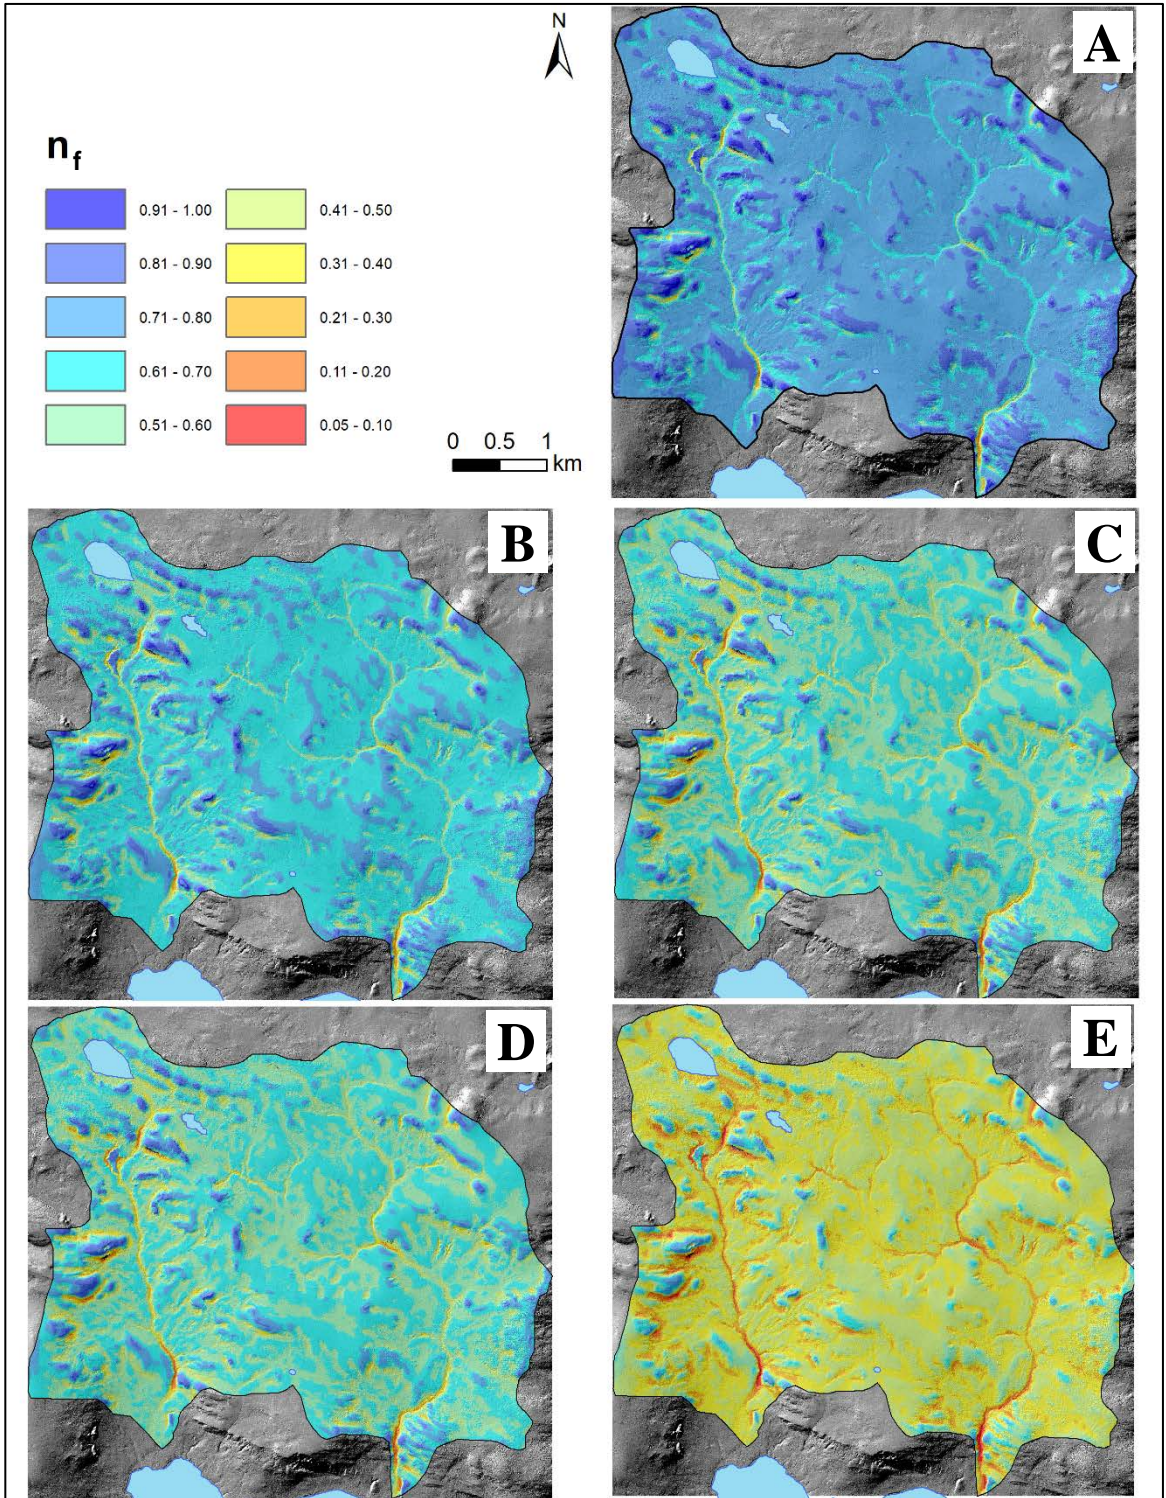 N
A
n_f
0.91 - 1.00 0.41 - 0.50
0.81 - 0.90 0.31 - 0.40
0.71 - 0.80 0.21 - 0.30
0.61 - 0.70 0.11 - 0.20
0.51 - 0.60 0.05 - 0.10
0 0.5 1
km
B
C
D
E